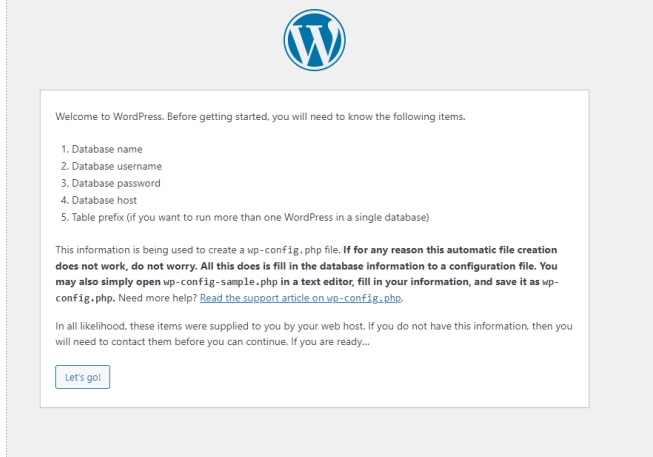 Welcome to WordPress. Before getting started, you will need to know the following items.
1. Database name
2. Database username
3. Database password
4. Database host
5. Table prefix (if you want to run more than one WordPress in a single database)
This information is being used to create a wp-config.php file. If for any reason this automatic file creation
does not work, do not worry. All this does is fill in the database information to a configuration file. You
may also simply open wp-config-sample.php in a text editor, fill in your information, and save it as wp-
config.php. Need more help? Read the support article on wp-config.php.
In all likelihood, these items were supplied to you by your web host. If you do not have this information, then you
will need to contact them before you can continue. If you are ready...
Let's go!